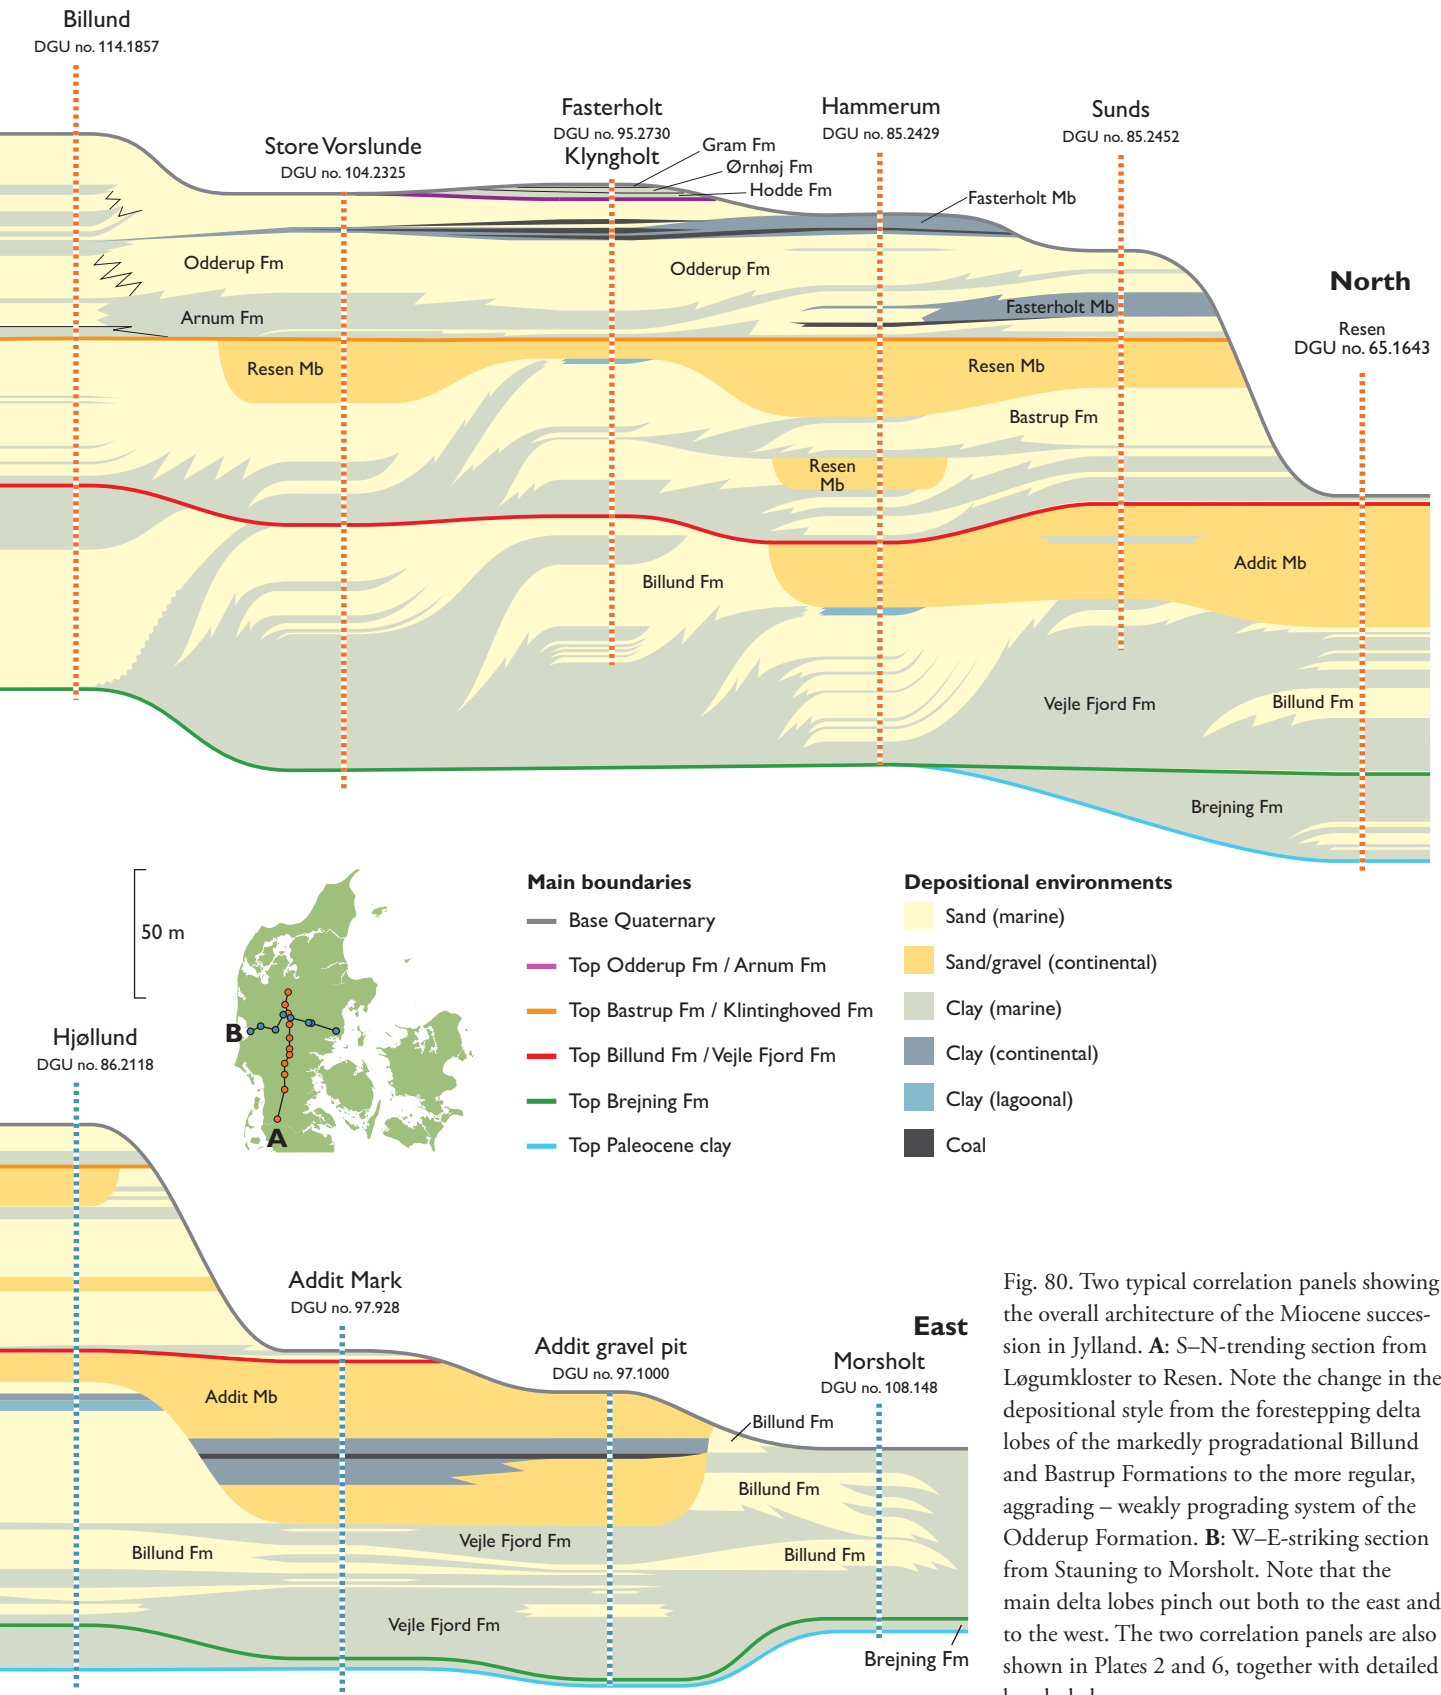 Billund
DGU no. 114.1857
Store Vorslunde
DGU no. 104.2325
Fasterholt
DGU no. 95.2730
Klyngholt
Gram Fm
Ørnhøj Fm
Hodde Fm
Hammerum
DGU no. 85.2429
Sunds
DGU no. 85.2452
Fasterholt Mb
North
Resen
DGU no. 65.1643
Odderup Fm
Odderup Fm
Arnum Fm
Fasterholt Mb
Resen Mb
Resen Mb
Bastrup Fm
Resen
Mb
Billund Fm
Addit Mb
Vejle Fjord Fm
Billund Fm
Brejning Fm
50 m
B
A
Main boundaries
Base Quaternary
Top Odderup Fm / Arnum Fm
Top Bastrup Fm / Klintinghoved Fm
Top Billund Fm / Vejle Fjord Fm
Top Brejning Fm
Top Paleocene clay
Depositional environments
Sand (marine)
Sand/gravel (continental)
Clay (marine)
Clay (continental)
Clay (lagoonal)
Coal
Hjøllund
DGU no. 86.2118
Addit Mark
DGU no. 97.928
Addit gravel pit
DGU no. 97.1000
East
Morsholt
DGU no. 108.148
Addit Mb
Billund Fm
Billund Fm
Vejle Fjord Fm
Billund Fm
Billund Fm
Vejle Fjord Fm
Brejning Fm
Fig. 80. Two typical correlation panels showing
the overall architecture of the Miocene succes-
sion in Jylland. A: S–N-trending section from
Løgumkloster to Resen. Note the change in the
depositional style from the forestepping delta
lobes of the markedly progradational Billund
and Bastrup Formations to the more regular,
aggrading – weakly prograding system of the
Odderup Formation. B: W–E-striking section
from Stauning to Morsholt. Note that the
main delta lobes pinch out both to the east and
to the west. The two correlation panels are also
shown in Plates 2 and 6, together with detailed